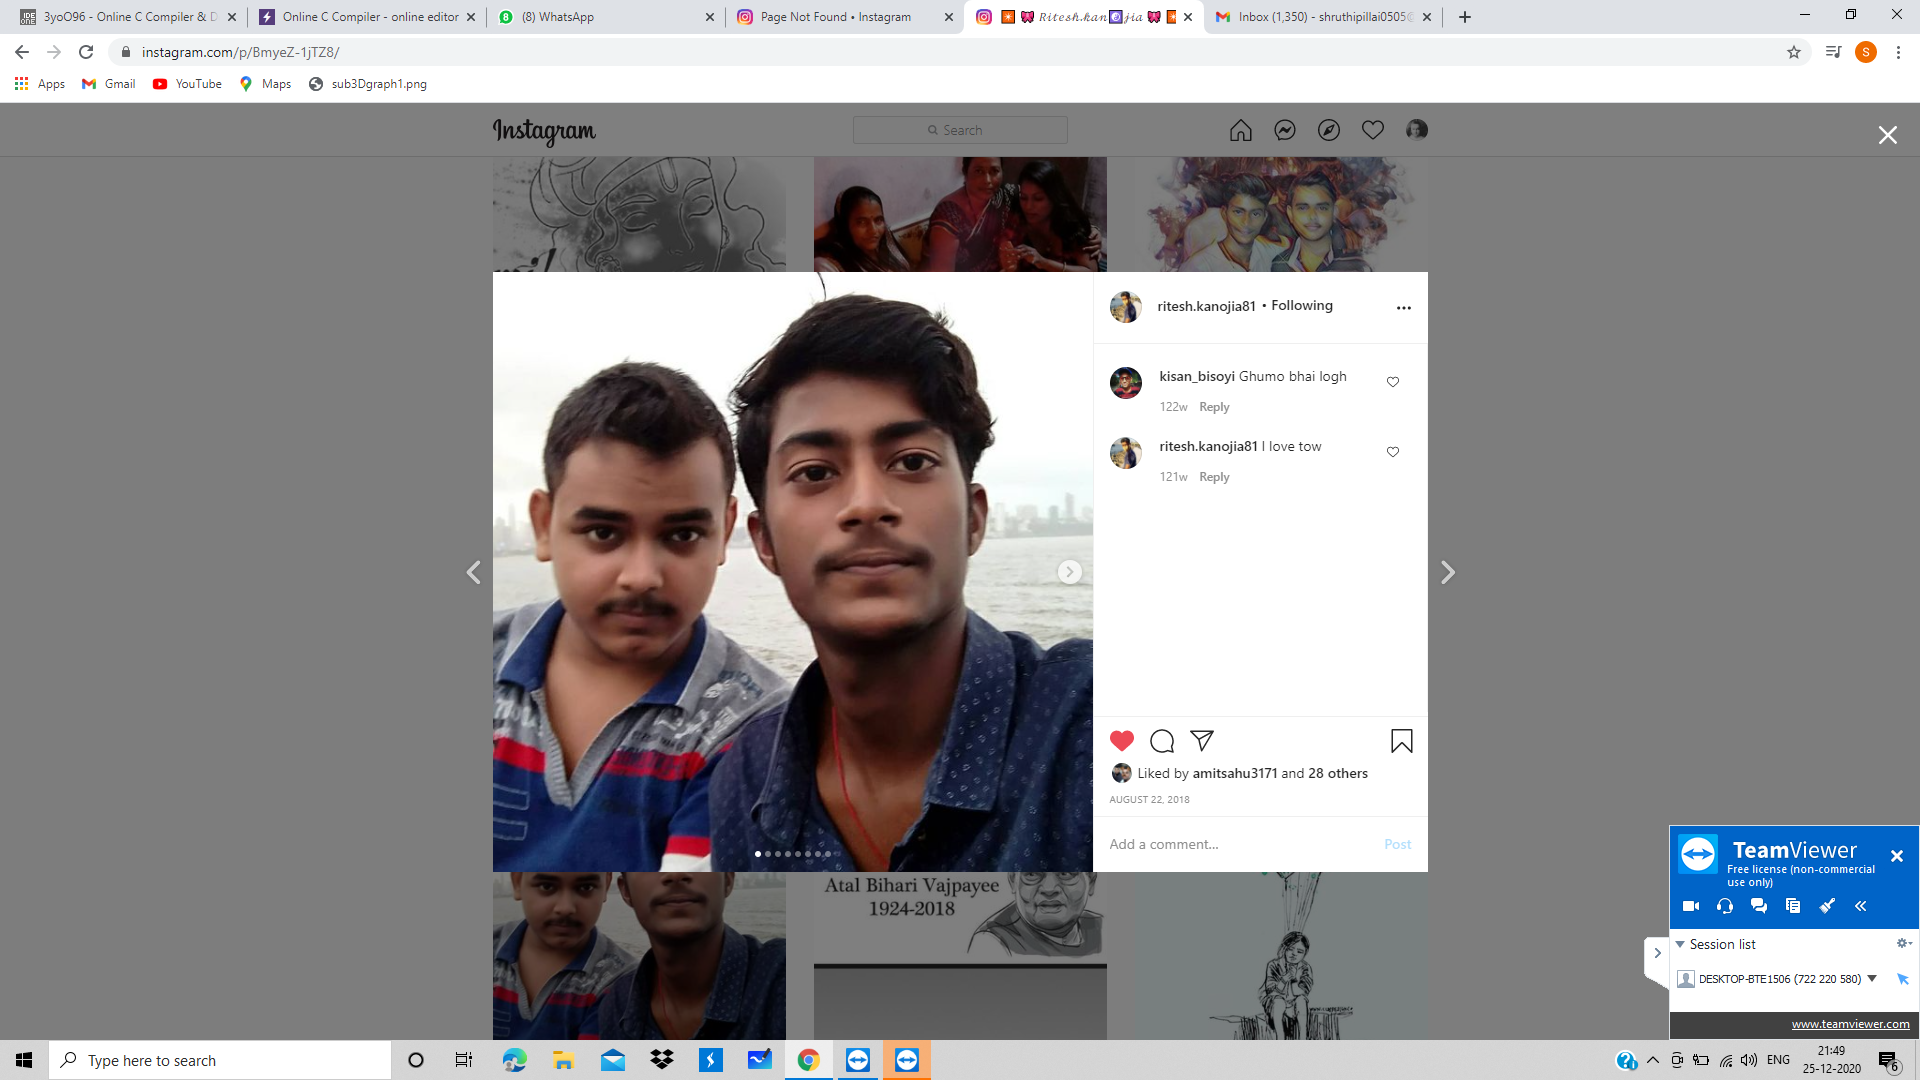 3yoO96 - Online C Compiler & D
Online C Compiler - online editor
(8) WhatsApp
Page Not Found • Instagram
Ritesh.kan jia
Inbox (1,350) - shruthipillai0505@
instagram.com/p/BmyeZ-1jTZ8/
S
Apps
Gmail
YouTube
Maps
sub3Dgraph1.png
Instagram
Search
ritesh.kanojia81 • Following
kisan_bisoyi Ghumo bhai logh
122w Reply
ritesh.kanojia81 I love tow
121w Reply
Liked by amitsahu3171 and 28 others
AUGUST 22, 2018
Add a comment...
Post
Atal Bihari Vajpayee
1924-2018
TeamViewer
Free license (non-commercial
use only)
Session list
DESKTOP-BTE1506 (722 220 580)
www.teamviewer.com
Type here to search
ENG
21:49
25-12-2020
6